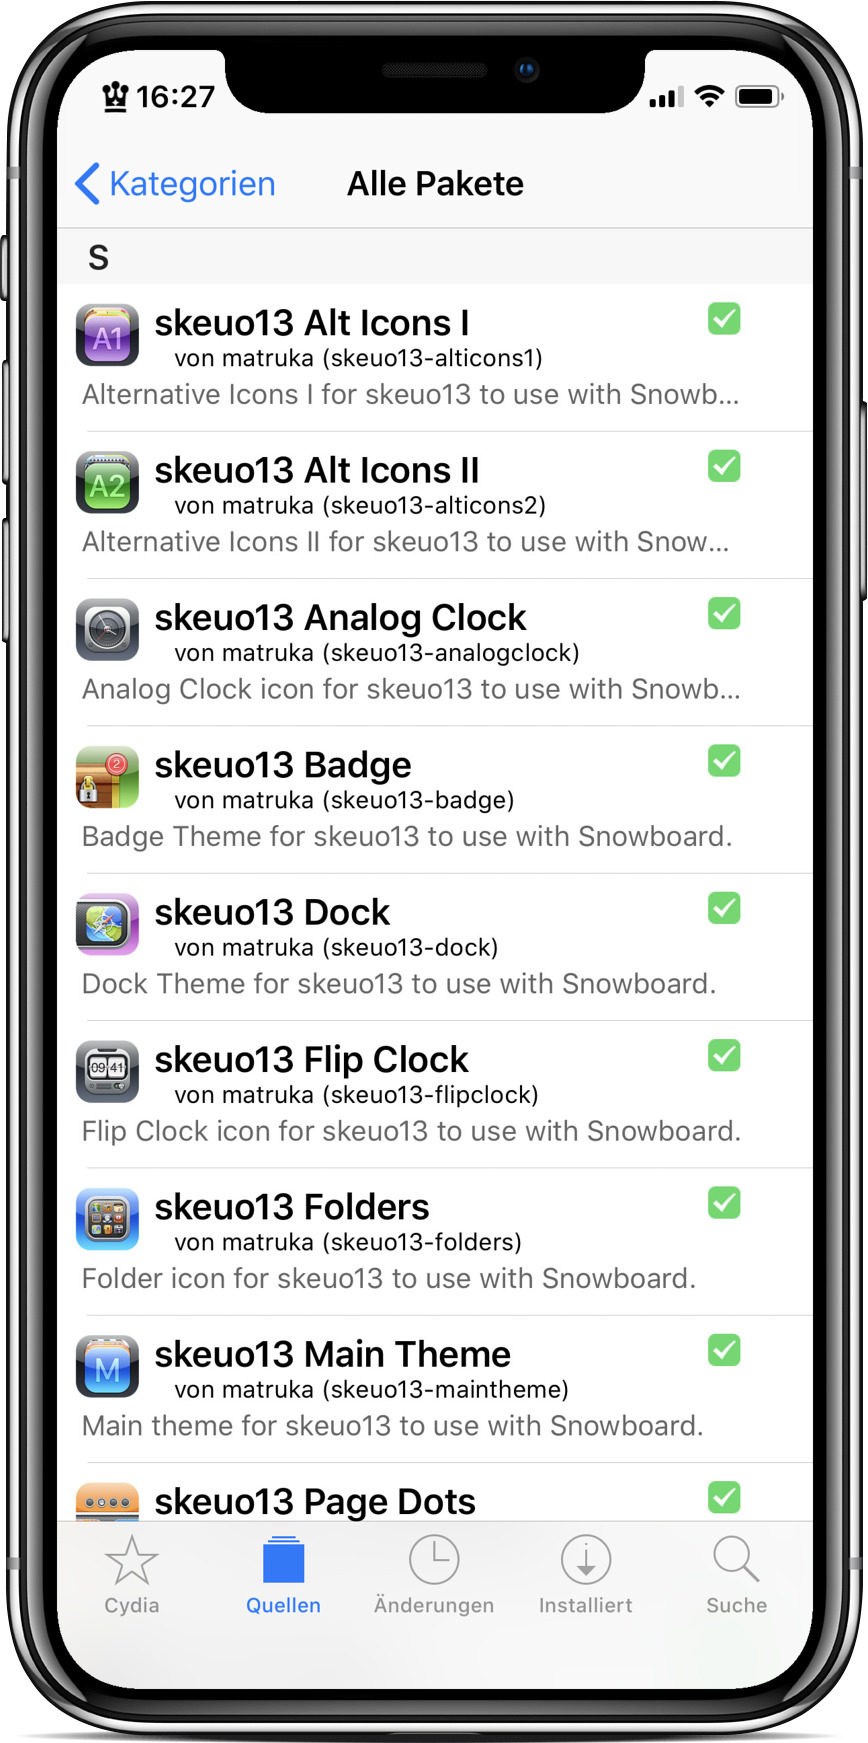 16:27
Kategorien
Alle Pakete
S
A1
skeuo13 Alt Icons I
von matruka (skeuo13-alticons1)
Alternative Icons I for skeuo13 to use with Snowb...
A2
skeuo13 Alt Icons II
von matruka (skeuo13-alticons2)
Alternative Icons II for skeuo13 to use with Snow...
skeuo13 Analog Clock
von matruka (skeuo13-analogclock)
Analog Clock icon for skeuo13 to use with Snowb...
2
skeuo13 Badge
von matruka (skeuo13-badge)
Badge Theme for skeuo13 to use with Snowboard.
skeuo13 Dock
von matruka (skeuo13-dock)
Dock Theme for skeuo13 to use with Snowboard.
09 41
skeuo13 Flip Clock
von matruka (skeuo13-flipclock)
Flip Clock icon for skeuo13 to use with Snowboard.
skeuo13 Folders
von matruka (skeuo13-folders)
Folder icon for skeuo13 to use with Snowboard.
M
skeuo13 Main Theme
von matruka (skeuo13-maintheme)
Main theme for skeuo13 to use with Snowboard.
skeuo13 Page Dots
Cydia
Quellen
Änderungen
Installiert
Suche